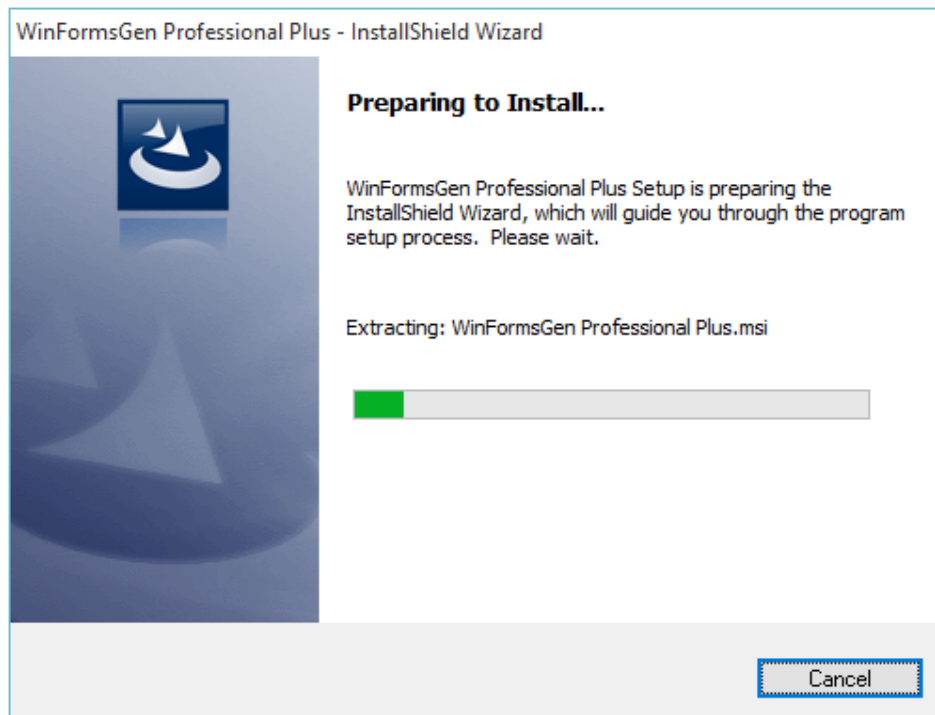 WinFormsGen Professional Plus - InstallShield Wizard
Preparing to Install...
WinFormsGen Professional Plus Setup is preparing the
InstallShield Wizard, which will guide you through the program
setup process.  Please wait.
Extracting: WinFormsGen Professional Plus.msi
Cancel